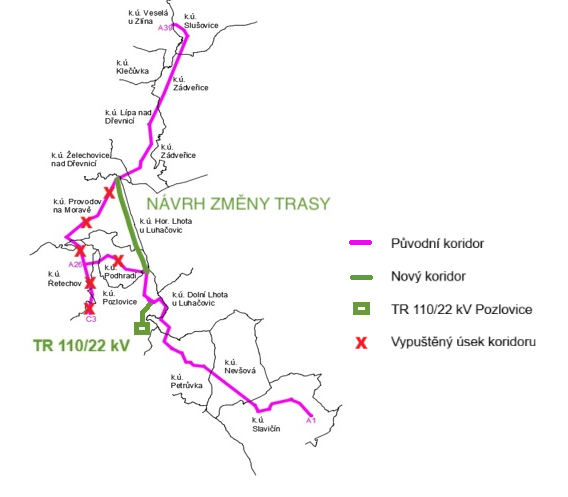 k.ú. Veselá
u Zlína
k.ú.
Slušovice
A39
k.ú.
Klečůvka
k.ú.
Zádveřice
k.ú. Lípa nad
Dřevnicí
k.ú.
Zádveřice
k.ú. Želechovice
nad Dřevnicí
k.ú. Provodov
na Moravě
NÁVRH ZMĚNY TRASY
k.ú. Hor. Lhota
u Luhačovic
Původní koridor
Nový koridor
TR 110/22 kV Pozlovice
Vypuštěný úsek koridoru
A26
k.ú.
Řetechov
k.ú.
Podhradí
k.ú.
Pozlovice
k.ú. Dolní Lhota
u Luhačovic
C3
TR 110/22 kV
k.ú.
Petrůvka
k.ú.
Nevšová
k.ú.
Slavičín
A1